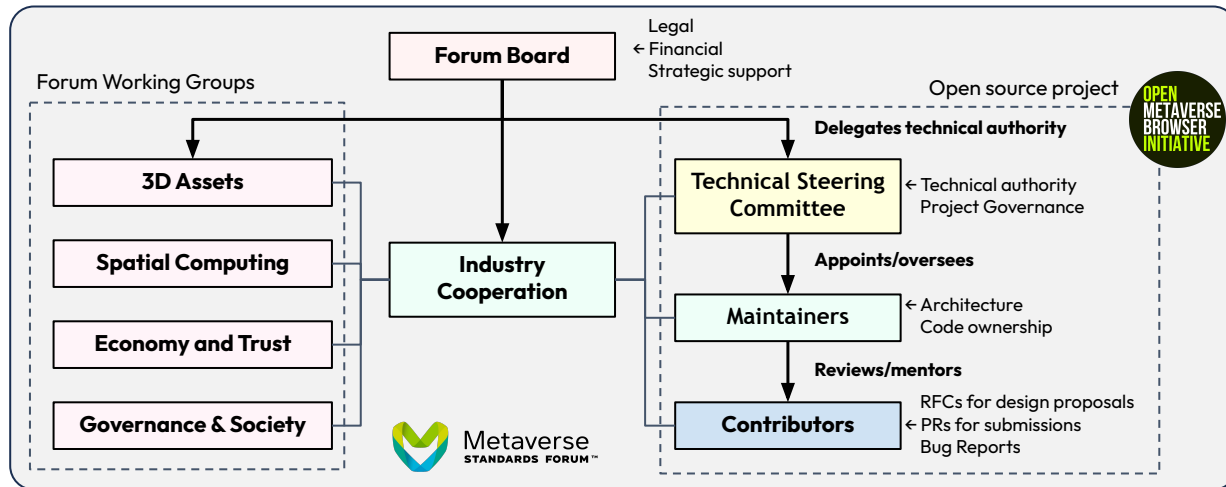 Forum Board
Legal
← Financial
Strategic support
Forum Working Groups
Open source project
OPEN
METAVERSE
BROWSER
INITIATIVE
Delegates technical authority
3D Assets
Technical Steering
Committee
← Technical authority
Project Governance
Spatial Computing
Industry
Cooperation
Appoints/oversees
Economy and Trust
Maintainers
← Architecture
Code ownership
Reviews/mentors
Governance & Society
Contributors
RFCs for design proposals
← PRs for submissions
Bug Reports
Metaverse
STANDARDS FORUM™